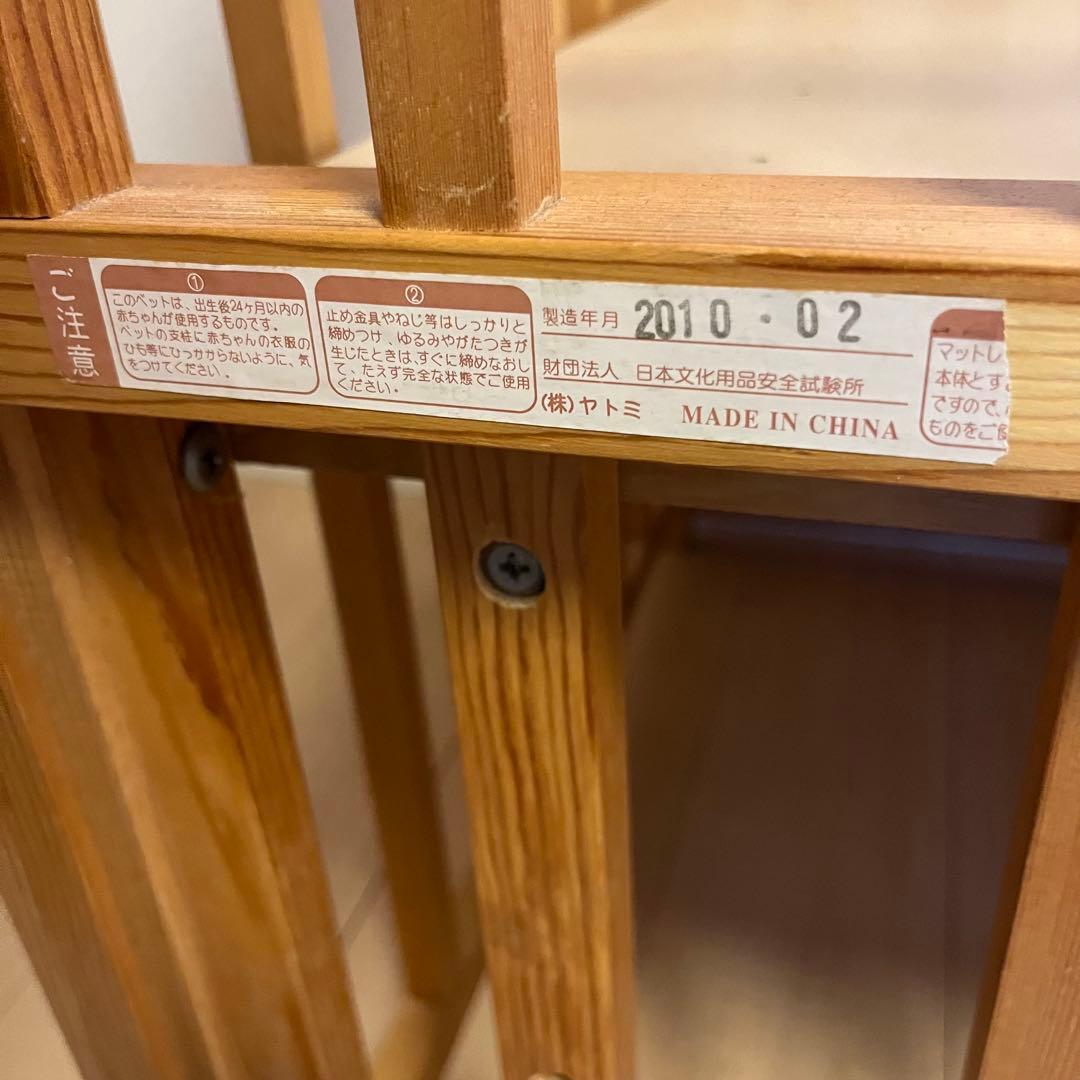 ご注意
①
このベットは、出生後24ケ月以内の
赤ちゃんが使用するものです。
ベットの支柱に赤ちゃんの衣服の
ひも等にひっかからないように、気
をつけてください。
②
止め金具やねじ等はしっかりと
締めつけ、ゆるみやがたつきが
生じたときは、すぐに締めなおし
て、たえず完全な状態でご使用
ください。
製造年月 2010・02
財団法人 日本文化用品安全試験所
(株)ヤトミ MADE IN CHINA
マットレ
本体とす
ですので、
ものをご